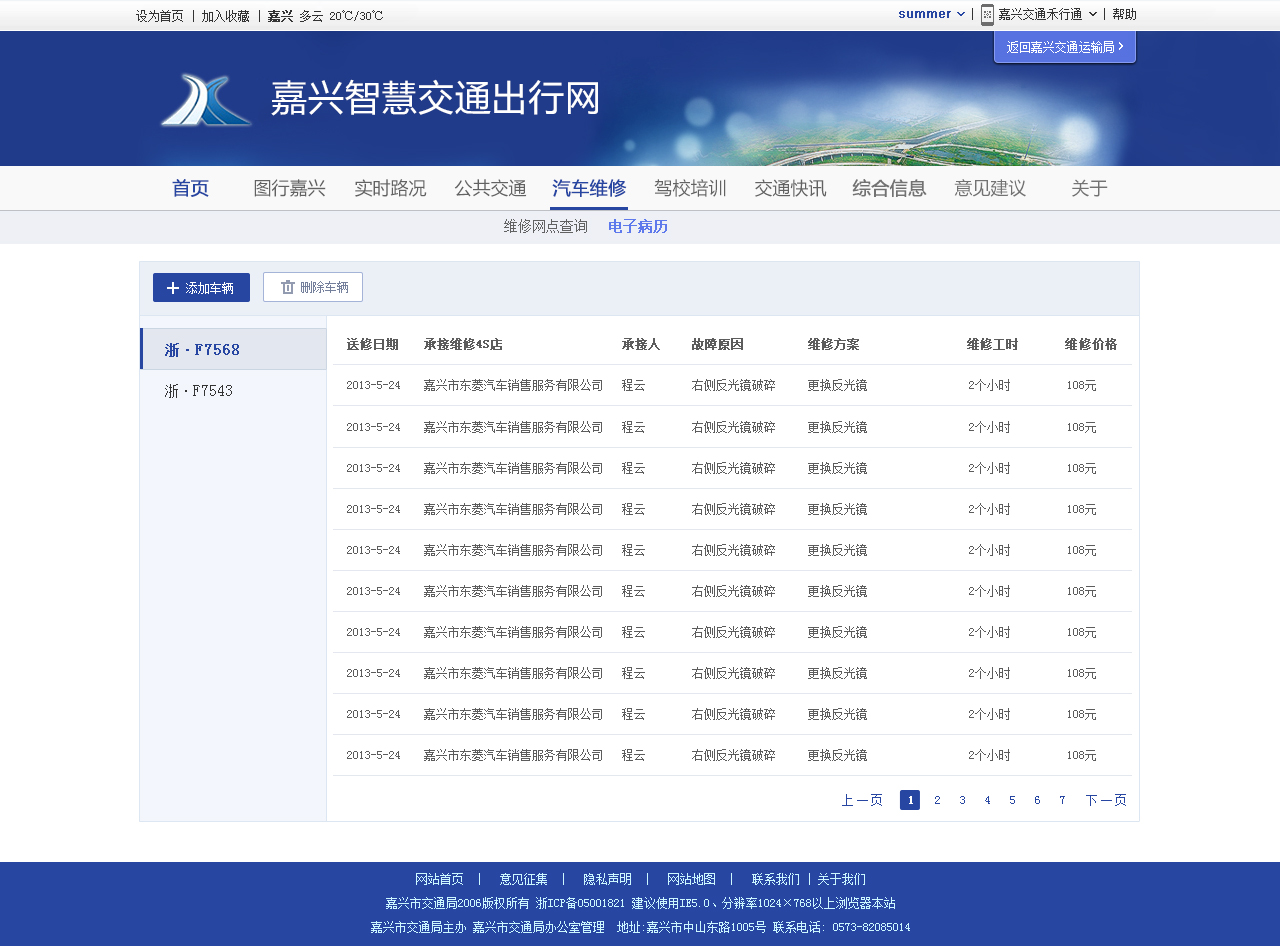 设为首页 | 加入收藏 | 嘉兴 多云 20℃/30℃
summer | 嘉兴交通禾行通 | 帮助
返回嘉兴交通运输局
嘉兴智慧交通出行网
首页 图行嘉兴 实时路况 公共交通 汽车维修 驾校培训 交通快讯 综合信息 意见建议 关于
维修网点查询 电子病历
添加车辆 删除车辆
浙·F7568
浙·F7543
送修日期 承接维修4S店 承接人 故障原因 维修方案 维修工时 维修价格
2013-5-24 嘉兴市东菱汽车销售服务有限公司 程云 右侧反光镜破碎 更换反光镜 2个小时 108元
2013-5-24 嘉兴市东菱汽车销售服务有限公司 程云 右侧反光镜破碎 更换反光镜 2个小时 108元
2013-5-24 嘉兴市东菱汽车销售服务有限公司 程云 右侧反光镜破碎 更换反光镜 2个小时 108元
2013-5-24 嘉兴市东菱汽车销售服务有限公司 程云 右侧反光镜破碎 更换反光镜 2个小时 108元
2013-5-24 嘉兴市东菱汽车销售服务有限公司 程云 右侧反光镜破碎 更换反光镜 2个小时 108元
2013-5-24 嘉兴市东菱汽车销售服务有限公司 程云 右侧反光镜破碎 更换反光镜 2个小时 108元
2013-5-24 嘉兴市东菱汽车销售服务有限公司 程云 右侧反光镜破碎 更换反光镜 2个小时 108元
2013-5-24 嘉兴市东菱汽车销售服务有限公司 程云 右侧反光镜破碎 更换反光镜 2个小时 108元
2013-5-24 嘉兴市东菱汽车销售服务有限公司 程云 右侧反光镜破碎 更换反光镜 2个小时 108元
2013-5-24 嘉兴市东菱汽车销售服务有限公司 程云 右侧反光镜破碎 更换反光镜 2个小时 108元
上一页 1 2 3 4 5 6 7 下一页
网站首页 | 意见征集 | 隐私声明 | 网站地图 | 联系我们 | 关于我们
嘉兴市交通局2006版权所有 浙ICP备05001821 建议使用IE5.0、分辨率1024×768以上浏览器本站
嘉兴市交通局主办 嘉兴市交通局办公室管理 地址:嘉兴市中山东路1005号 联系电话: 0573-82085014